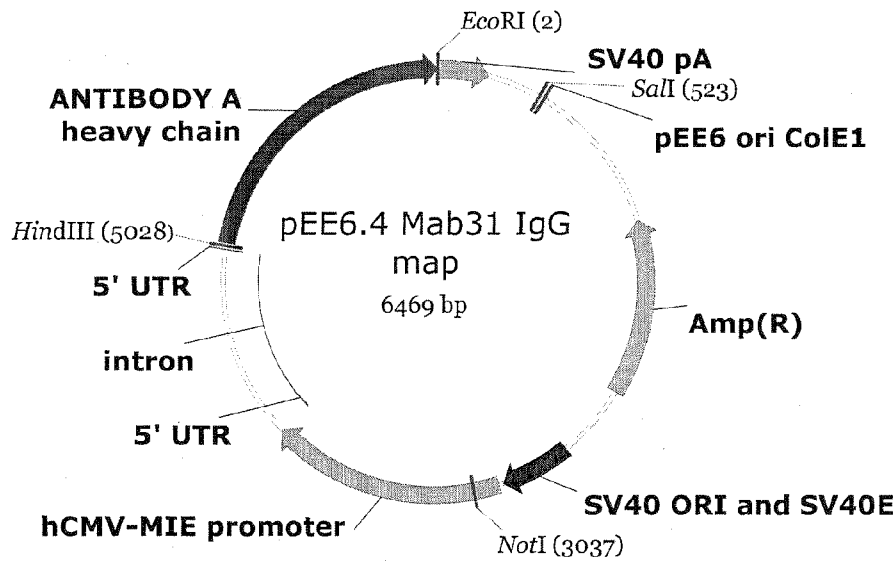 EcoRI (2)
SV40 pA
SalI (523)
pEE6 ori ColE1
ANTIBODY A
heavy chain
HindIII (5028)
5' UTR
pEE6.4 Mab31 IgG
map
6469 bp
Amp(R)
intron
5' UTR
hCMV-MIE promoter
SV40 ORI and SV40E
NotI (3037)